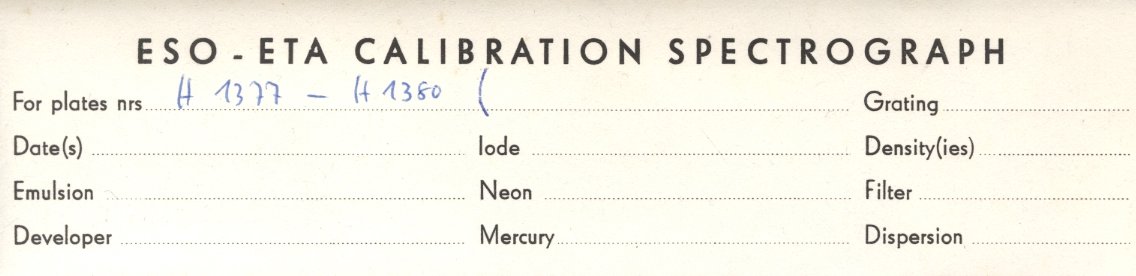 ESO - ETA CALIBRATION SPECTROGRAPH
For plates nrs H 1377 - H 1380 ( Grating
Date(s) Iode Density(ies)
Emulsion Neon Filter
Developer Mercury Dispersion